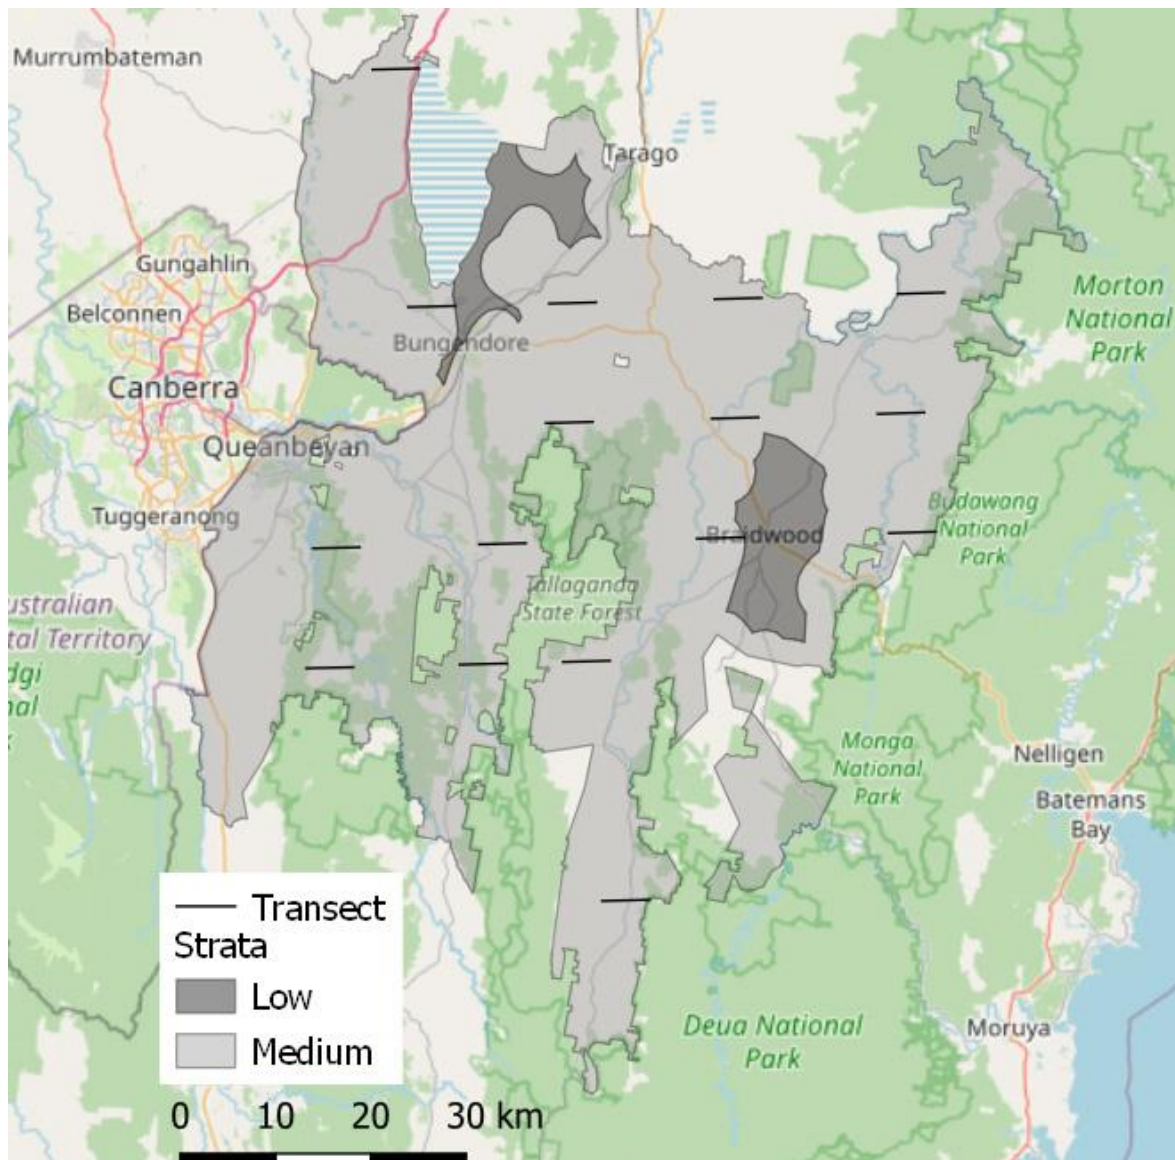 Murrumbateman
Tarago
Gungahlin
Belconnen
Morton
National
Park
Bungendore
Canberra
Queanbeyan
Tuggeranong
Budawang
National
Park
Braidwood
Tallaganda
State Forest
ustralian
tal Territory
dgi
nal
Monga
National
Park
Nelligen
Batemans
Bay
Transect
Strata
Low
Medium
Deua National
Park
Moruya
0 10 20 30 km